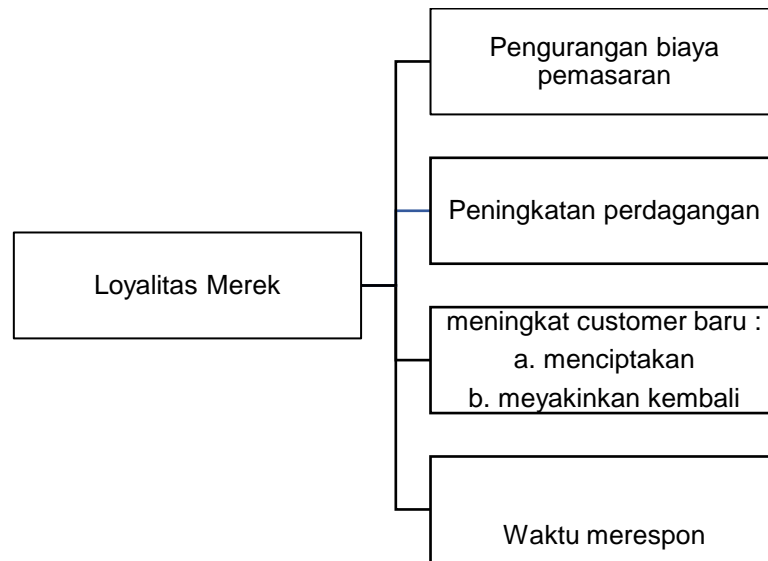 Loyalitas Merek
Pengurangan biaya
pemasaran
Peningkatan perdagangan
meningkat customer baru :
a. menciptakan
b. meyakinkan kembali
Waktu merespon